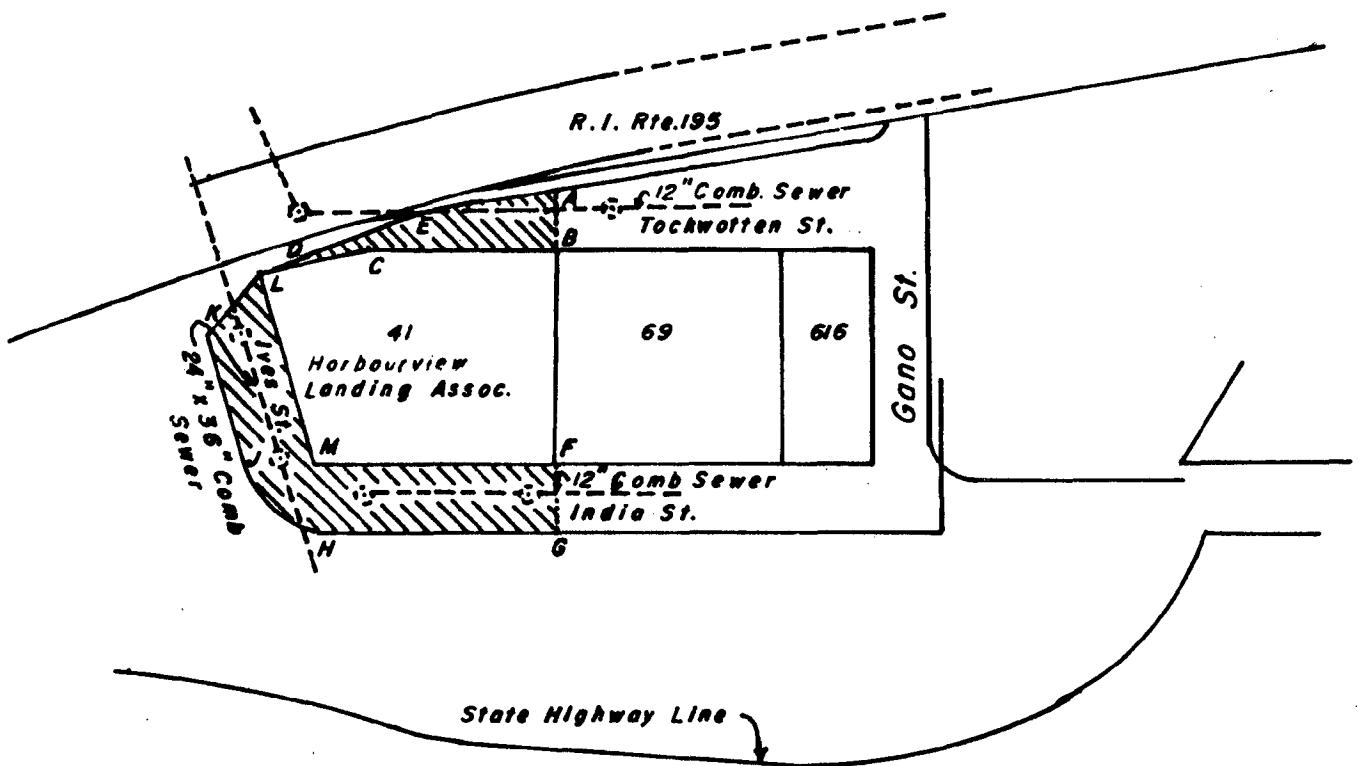 R.I. Rte.195
A
12" Comb. Sewer
Tockwotten St.
E
D
B
C
L
K
41
69
616
Harbourview
Landing Assoc.
Gano St.
Ives St.
24" x 36" Comb
Sewer
M
F
12" Comb Sewer
India St.
H
G
State Highway Line